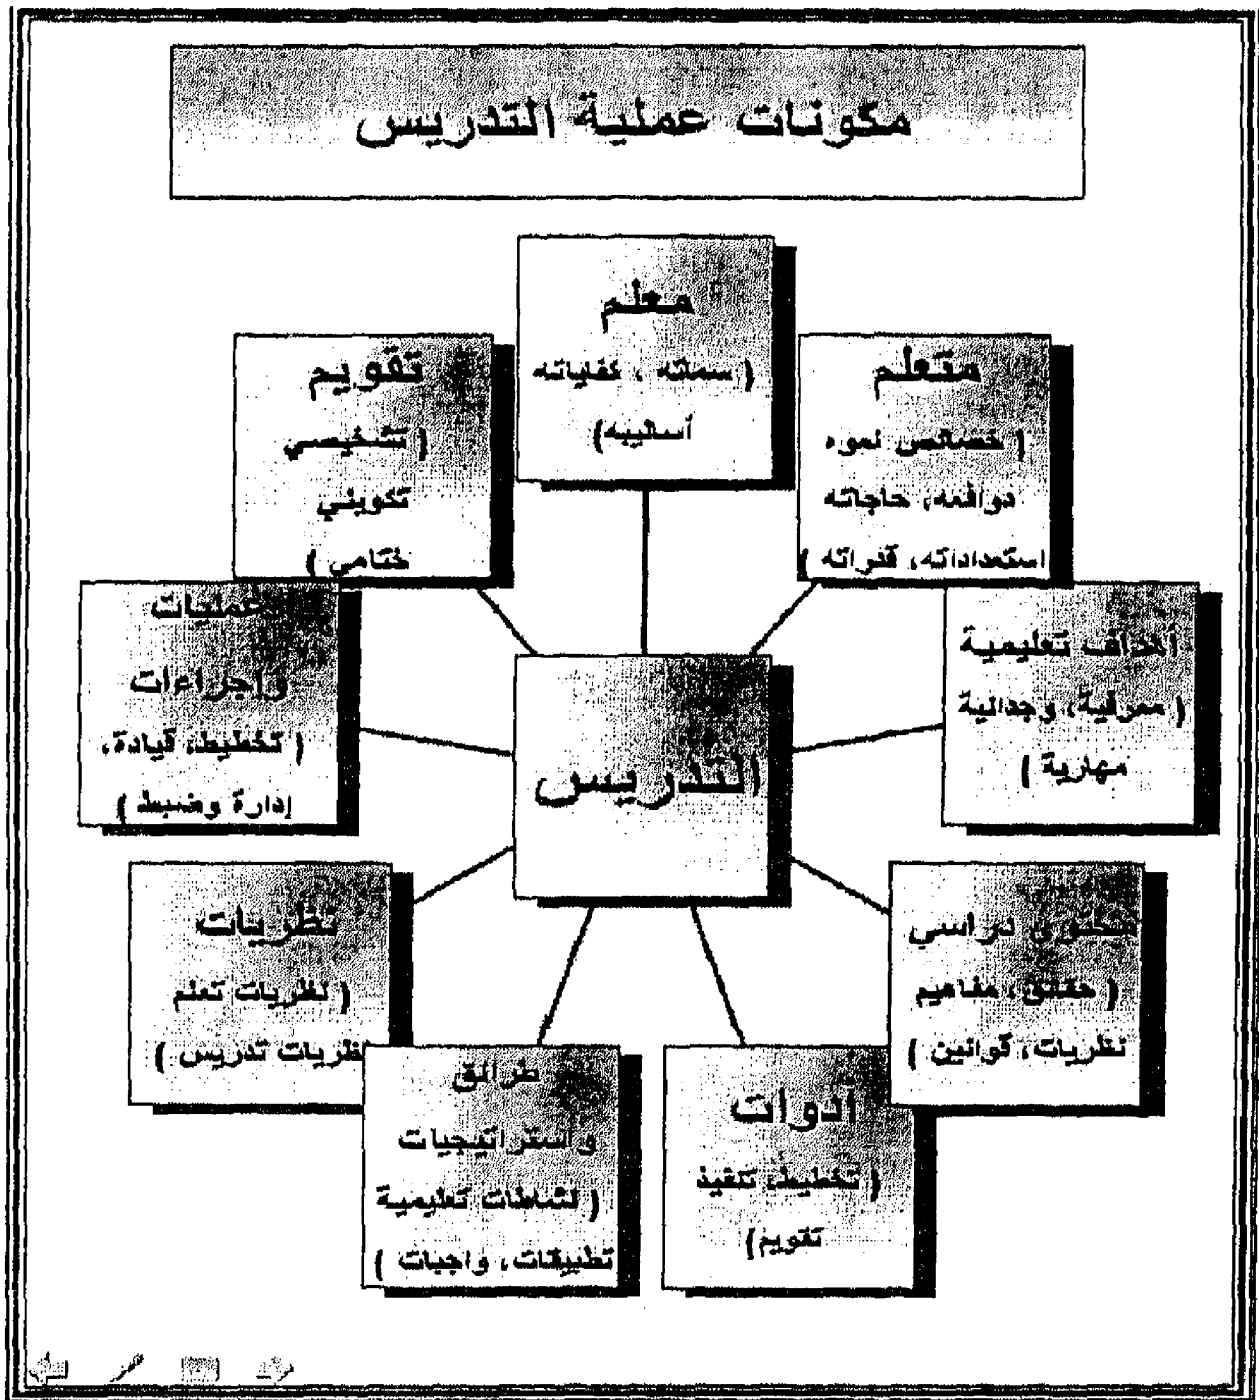 مكونات عملية التدريس
معلم
( سماته ، كفاياته
أساليبه)
متعلم
( خصائص نموه
دوافعه، حاجاته
استعداداته، قدراته )
أهداف تعليمية
( معرفية، وجدانية
مهارية )
محتوى دراسي
( حقائق، مفاهيم
نظريات، قوانين )
أدوات
( تخطيط، تنفيذ
تقويم)
طرائق
واستراتيجيات
( نشاطات تعليمية
تطبيقات، واجبات )
نظريات
( نظريات تعلم
نظريات تدريس )
عمليات
وإجراءات
( تخطيط، قيادة،
إدارة وضبط )
تقويم
( تشخيصي
تكويني
ختامي )
التدريس